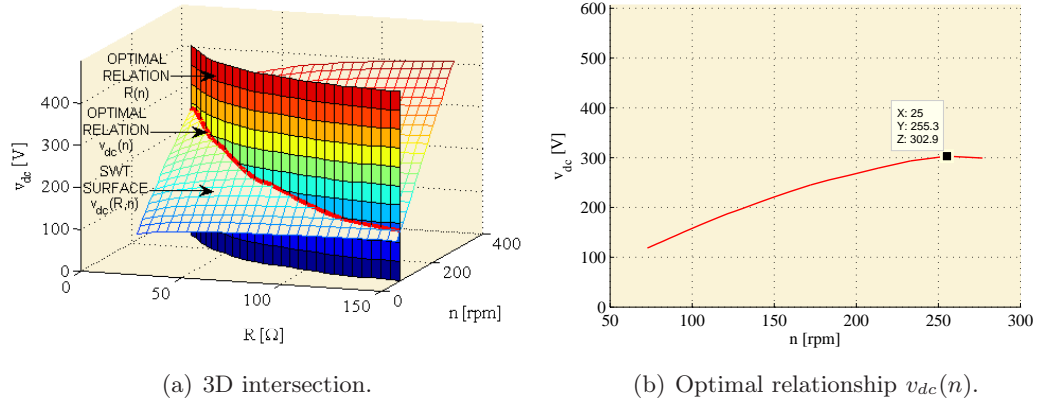 OPTIMAL
RELATION
R(n)
OPTIMAL
RELATION
v_dc(n)
SWT
SURFACE
v_dc(R,n)
v_dc [V]
400
300
200
100
0
0
50
100
150
R [Ω]
0
200
400
n [rpm]
(a) 3D intersection.
v_dc [V]
600
500
400
300
200
100
0
50
100
150
200
250
300
n [rpm]
X: 25
Y: 255.3
Z: 302.9
(b) Optimal relationship v_dc(n).